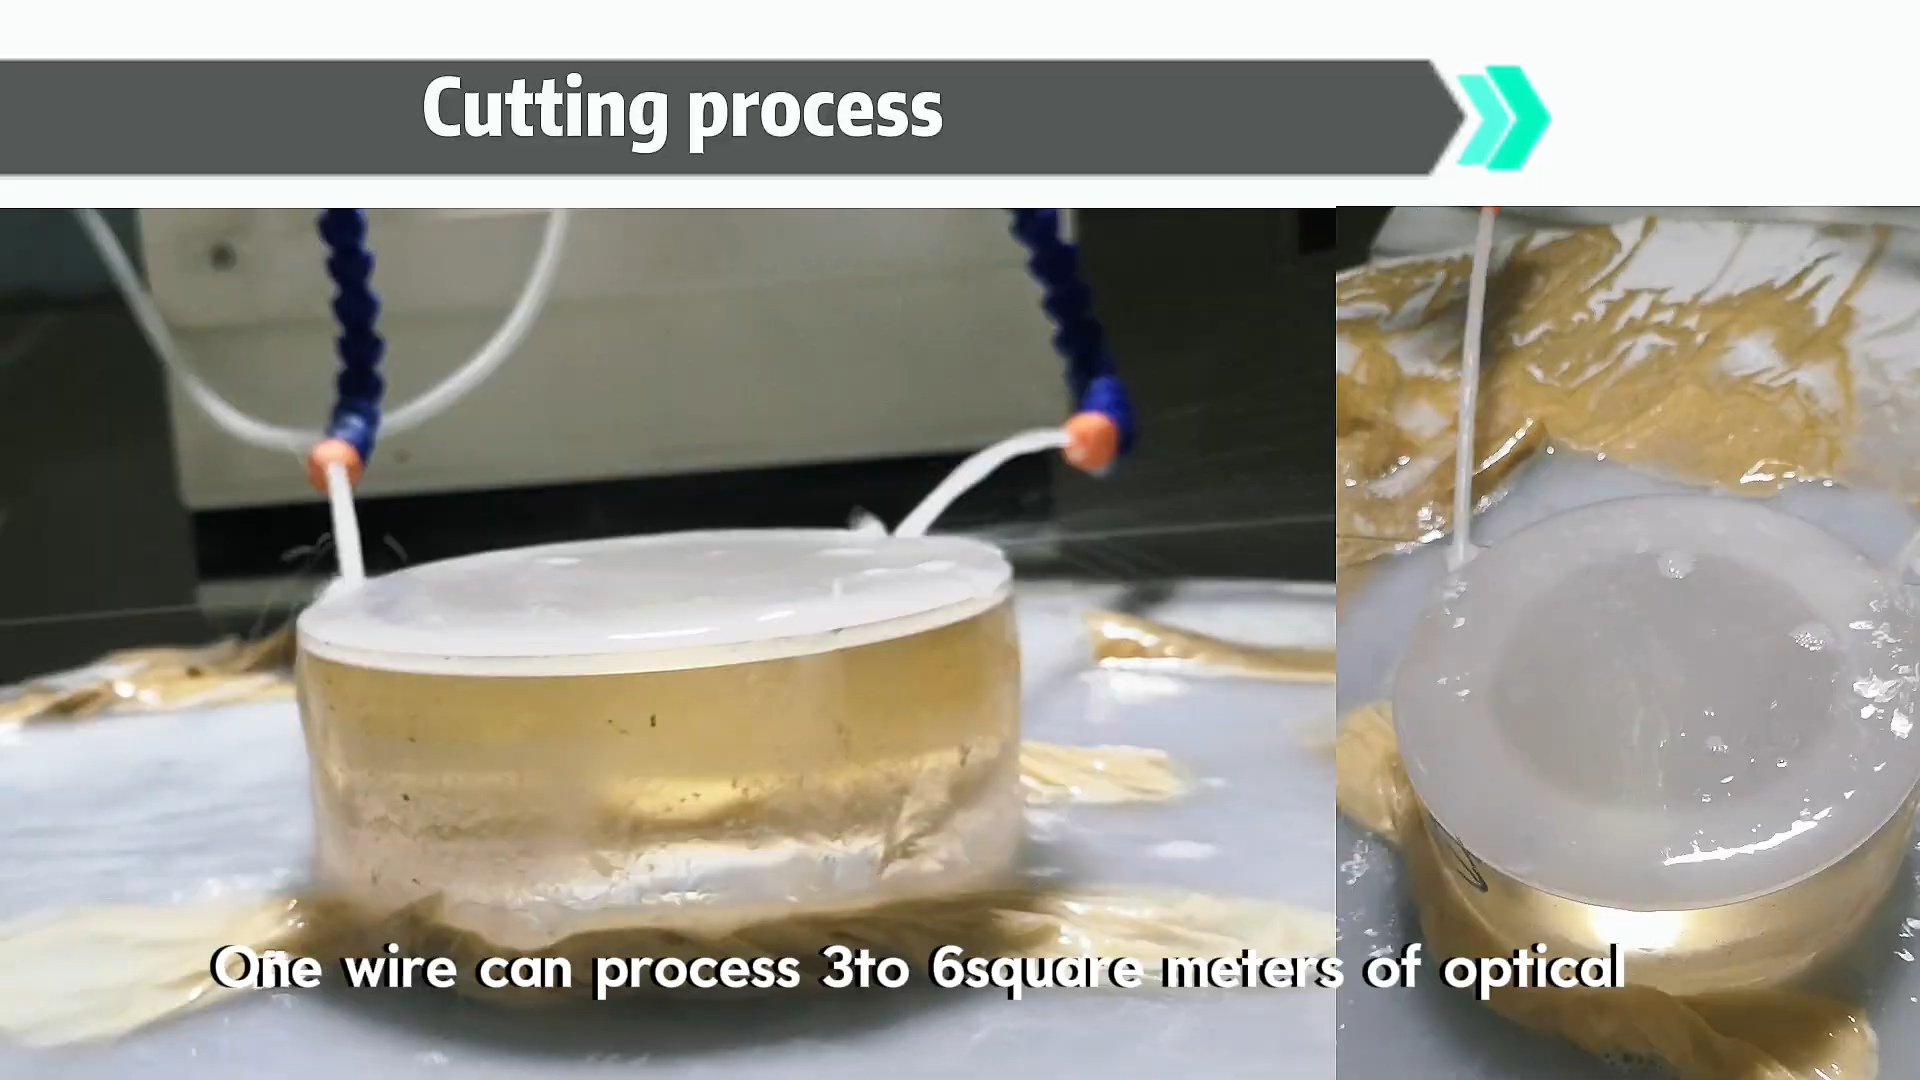 Cutting process
One wire can process 3to 6square meters of optical